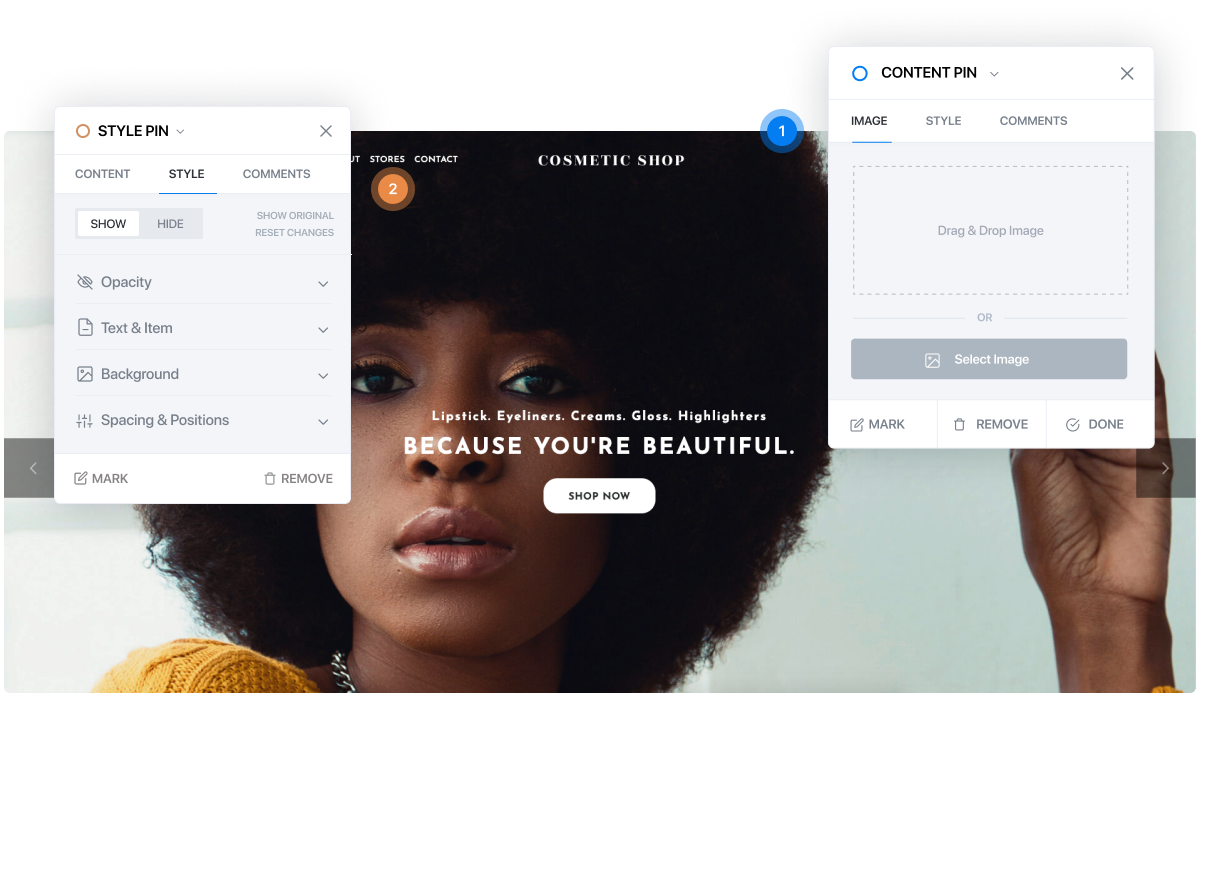 CONTENT PIN
IMAGE STYLE COMMENTS
Drag & Drop Image
OR
Select Image
MARK REMOVE DONE
1
STYLE PIN
CONTENT STYLE COMMENTS
SHOW HIDE
SHOW ORIGINAL
RESET CHANGES
Opacity
Text & Item
Background
Spacing & Positions
MARK REMOVE
UT STORES CONTACT
2
COSMETIC SHOP
Lipstick. Eyeliners. Creams. Gloss. Highlighters
BECAUSE YOU'RE BEAUTIFUL.
SHOP NOW